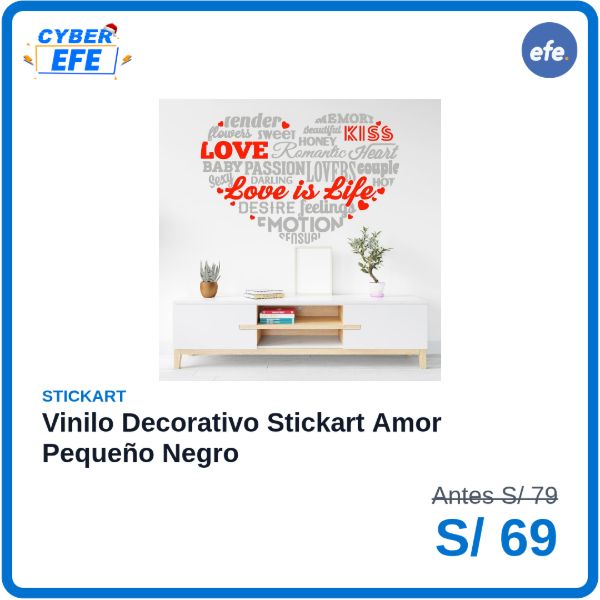 CYBER
EFE
efe.
Tender
MEMORY
flowers sweet beautiful KISS
HONEY
LOVE Romantic Heart
BABY PASSION LOVERS couple
Sexy DARLING HOT
Love is Life
DESIRE feelings
EMOTION
SENSUAL
STICKART
Vinilo Decorativo Stickart Amor
Pequeño Negro
Antes S/ 79
S/ 69